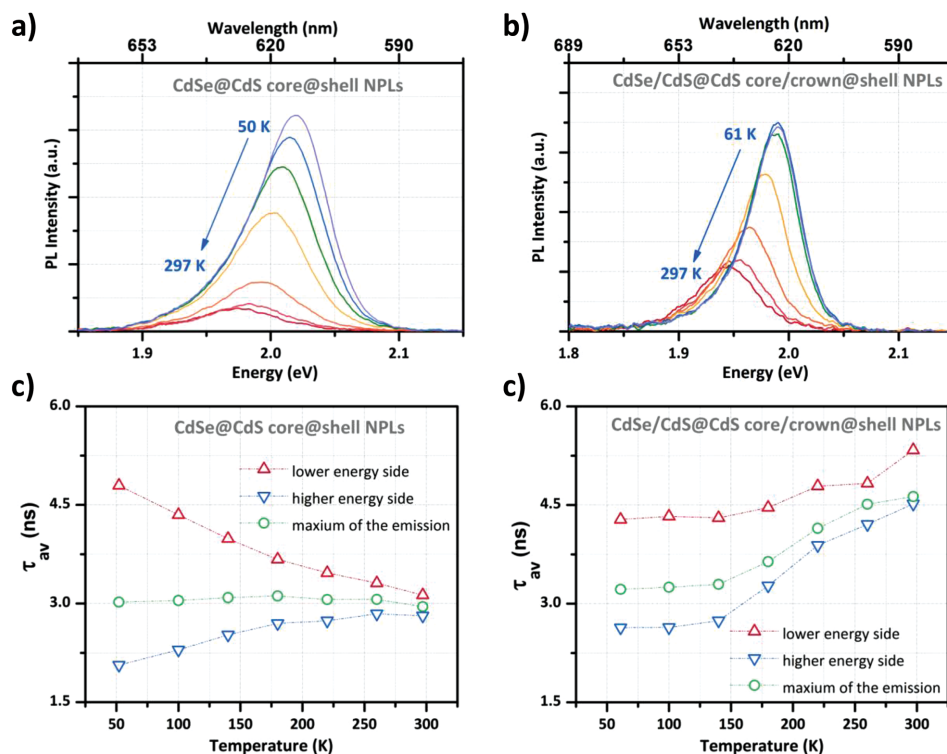 a)
Wavelength (nm)
653 620 590
CdSe@CdS core@shell NPLs
50 K
297 K
PL Intensity (a.u.)
1.9 2.0 2.1
Energy (eV)
b)
Wavelength (nm)
689 653 620 590
CdSe/CdS@CdS core/crown@shell NPLs
61 K
297 K
PL Intensity (a.u.)
1.8 1.9 2.0 2.1
Energy (eV)
c)
CdSe@CdS core@shell NPLs
lower energy side
higher energy side
maxium of the emission
τav (ns)
6.0
4.5
3.0
1.5
50 100 150 200 250 300
Temperature (K)
c)
CdSe/CdS@CdS core/crown@shell NPLs
τav (ns)
6.0
4.5
3.0
1.5
lower energy side
higher energy side
maxium of the emission
50 100 150 200 250 300
Temperature (K)